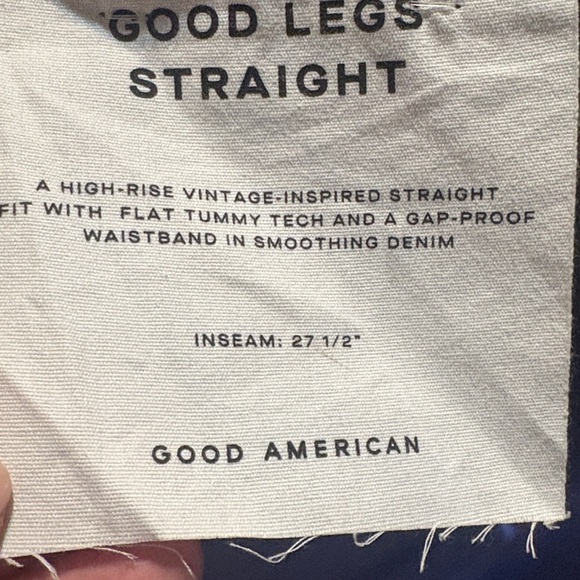 GOOD LEGS
STRAIGHT
A HIGH-RISE VINTAGE-INSPIRED STRAIGHT
FIT WITH FLAT TUMMY TECH AND A GAP-PROOF
WAISTBAND IN SMOOTHING DENIM
INSEAM: 27 1/2"
GOOD AMERICAN